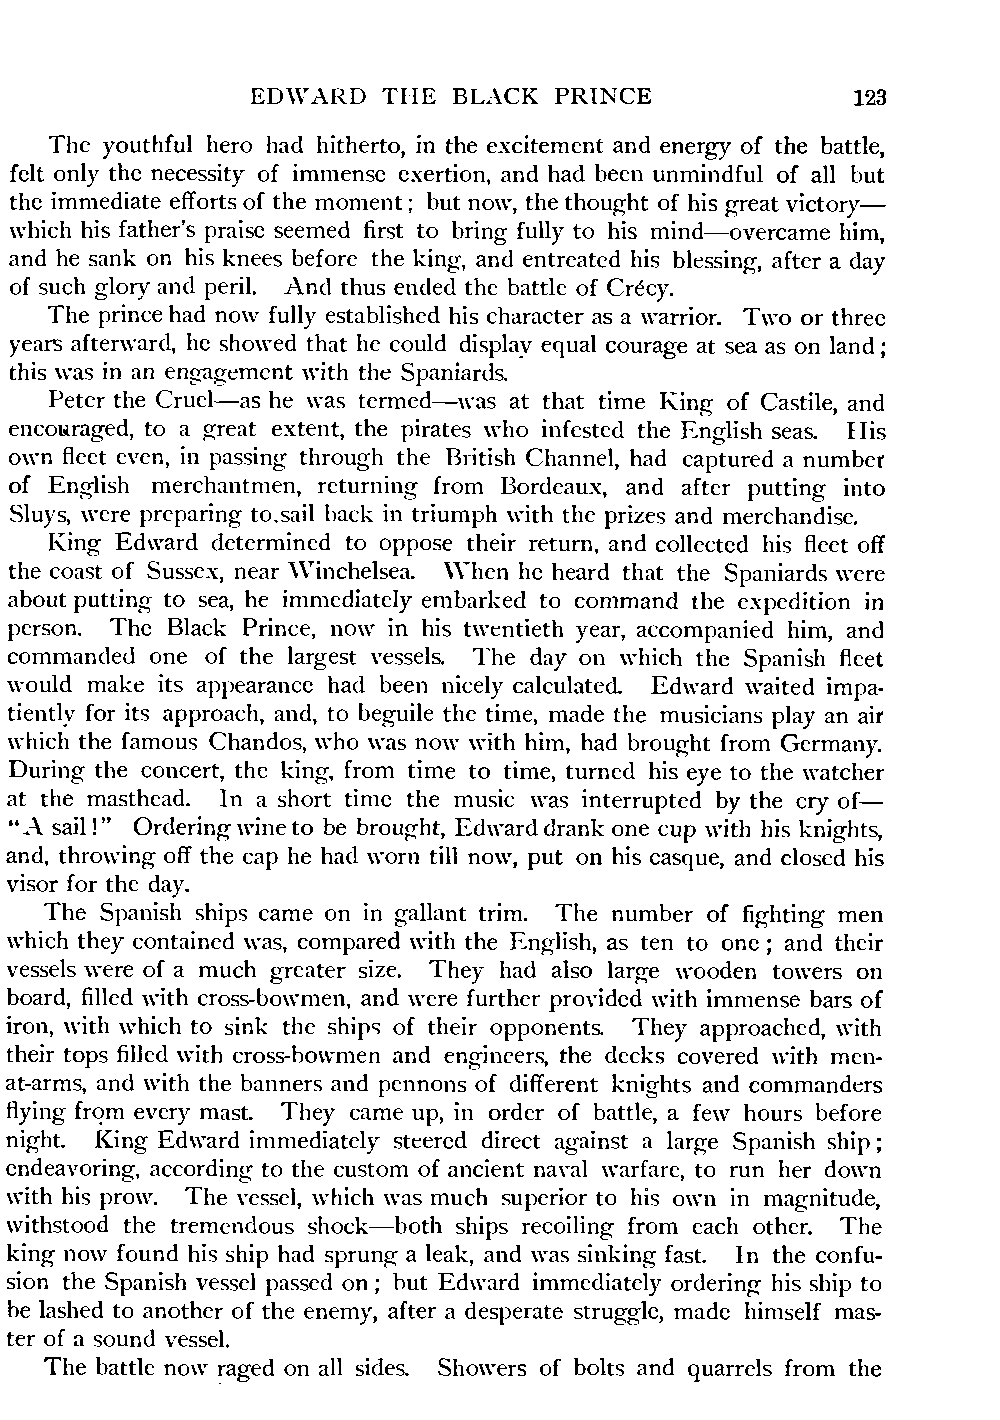 EDWARD THE BLACK PRINCE 123
The youthful hero had hitherto, in the excitement and energy of the battle,
felt only the necessity of immense exertion, and had been unmindful of all but
the immediate efforts of the moment; but now, the thought of his great victory—
which his father's praise seemed first to bring fully to his mind—overcame him,
and he sank on his knees before the king, and entreated his blessing, after a day
of such glory and peril. And thus ended the battle of Crécy.
The prince had now fully established his character as a warrior. Two or three
years afterward, he showed that he could display equal courage at sea as on land;
this was in an engagement with the Spaniards.
Peter the Cruel—as he was termed—was at that time King of Castile, and
encouraged, to a great extent, the pirates who infested the English seas. His
own fleet even, in passing through the British Channel, had captured a number
of English merchantmen, returning from Bordeaux, and after putting into
Sluys, were preparing to sail back in triumph with the prizes and merchandise.
King Edward determined to oppose their return, and collected his fleet off
the coast of Sussex, near Winchelsea. When he heard that the Spaniards were
about putting to sea, he immediately embarked to command the expedition in
person. The Black Prince, now in his twentieth year, accompanied him, and
commanded one of the largest vessels. The day on which the Spanish fleet
would make its appearance had been nicely calculated. Edward waited impa-
tiently for its approach, and, to beguile the time, made the musicians play an air
which the famous Chandos, who was now with him, had brought from Germany.
During the concert, the king, from time to time, turned his eye to the watcher
at the masthead. In a short time the music was interrupted by the cry of—
"A sail!" Ordering wine to be brought, Edward drank one cup with his knights,
and, throwing off the cap he had worn till now, put on his casque, and closed his
visor for the day.
The Spanish ships came on in gallant trim. The number of fighting men
which they contained was, compared with the English, as ten to one; and their
vessels were of a much greater size. They had also large wooden towers on
board, filled with cross-bowmen, and were further provided with immense bars of
iron, with which to sink the ships of their opponents. They approached, with
their tops filled with cross-bowmen and engineers, the decks covered with men-
at-arms, and with the banners and pennons of different knights and commanders
flying from every mast. They came up, in order of battle, a few hours before
night. King Edward immediately steered direct against a large Spanish ship;
endeavoring, according to the custom of ancient naval warfare, to run her down
with his prow. The vessel, which was much superior to his own in magnitude,
withstood the tremendous shock—both ships recoiling from each other. The
king now found his ship had sprung a leak, and was sinking fast. In the confu-
sion the Spanish vessel passed on; but Edward immediately ordering his ship to
be lashed to another of the enemy, after a desperate struggle, made himself mas-
ter of a sound vessel.
The battle now raged on all sides. Showers of bolts and quarrels from the